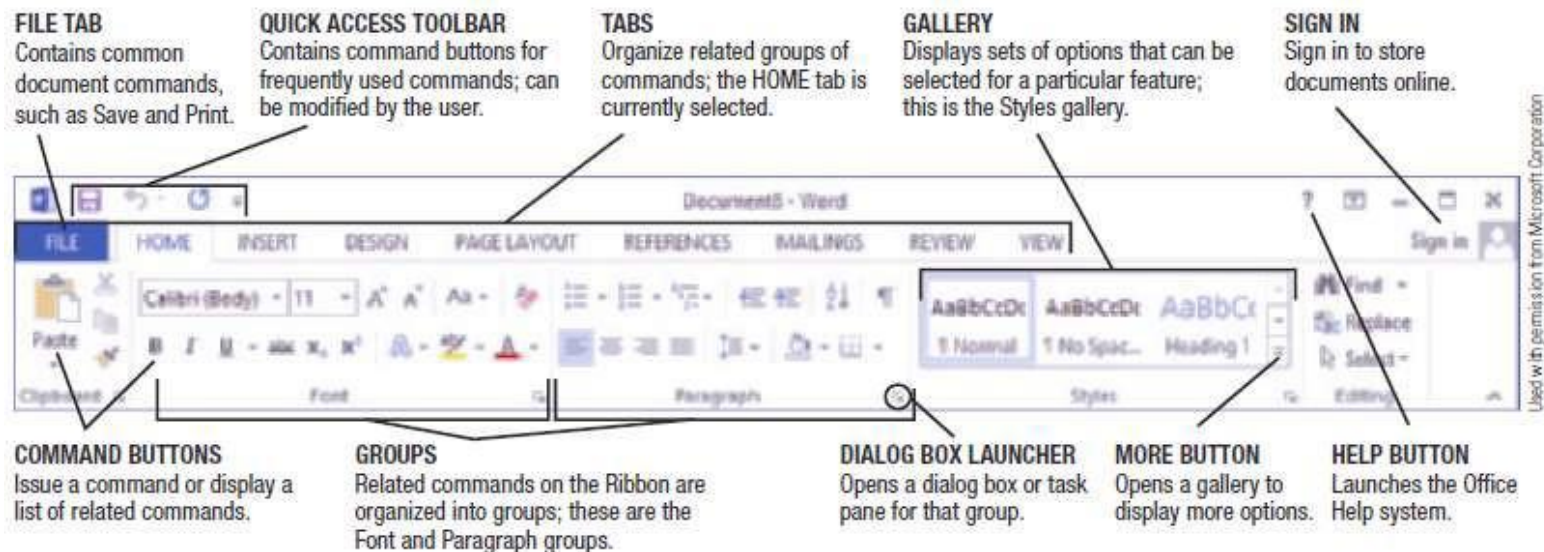 FILE TAB
Contains common
document commands,
such as Save and Print.
QUICK ACCESS TOOLBAR
Contains command buttons for
frequently used commands; can
be modified by the user.
TABS
Organize related groups of
commands; the HOME tab is
currently selected.
GALLERY
Displays sets of options that can be
selected for a particular feature;
this is the Styles gallery.
SIGN IN
Sign in to store
documents online.
Document8 - Word
?
FILE HOME INSERT DESIGN PAGE LAYOUT REFERENCES MAILINGS REVIEW VIEW Sign in
Calibri (Body) 11 A A Aa
AaBbCcDc AaBbCcDc AaBbCc
¶ Normal ¶ No Spac... Heading 1
Find
Replace
Select
Paste
B I U abc x₂ x² A A
Clipboard Font Paragraph Styles Editing
COMMAND BUTTONS
Issue a command or display a
list of related commands.
GROUPS
Related commands on the Ribbon are
organized into groups; these are the
Font and Paragraph groups.
DIALOG BOX LAUNCHER
Opens a dialog box or task
pane for that group.
MORE BUTTON
Opens a gallery to
display more options.
HELP BUTTON
Launches the Office
Help system.
Used with permission from Microsoft Corporation